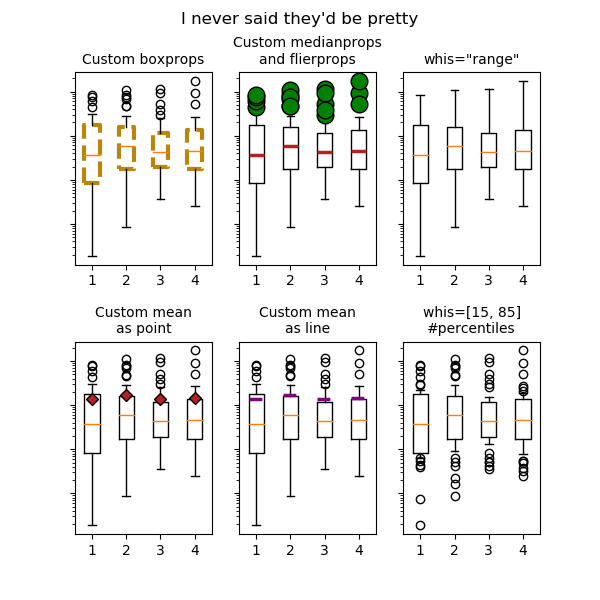 I never said they'd be pretty
Custom boxprops
Custom medianprops
and flierprops
whis="range"
1 2 3 4
1 2 3 4
1 2 3 4
Custom mean
as point
Custom mean
as line
whis=[15, 85]
#percentiles
1 2 3 4
1 2 3 4
1 2 3 4